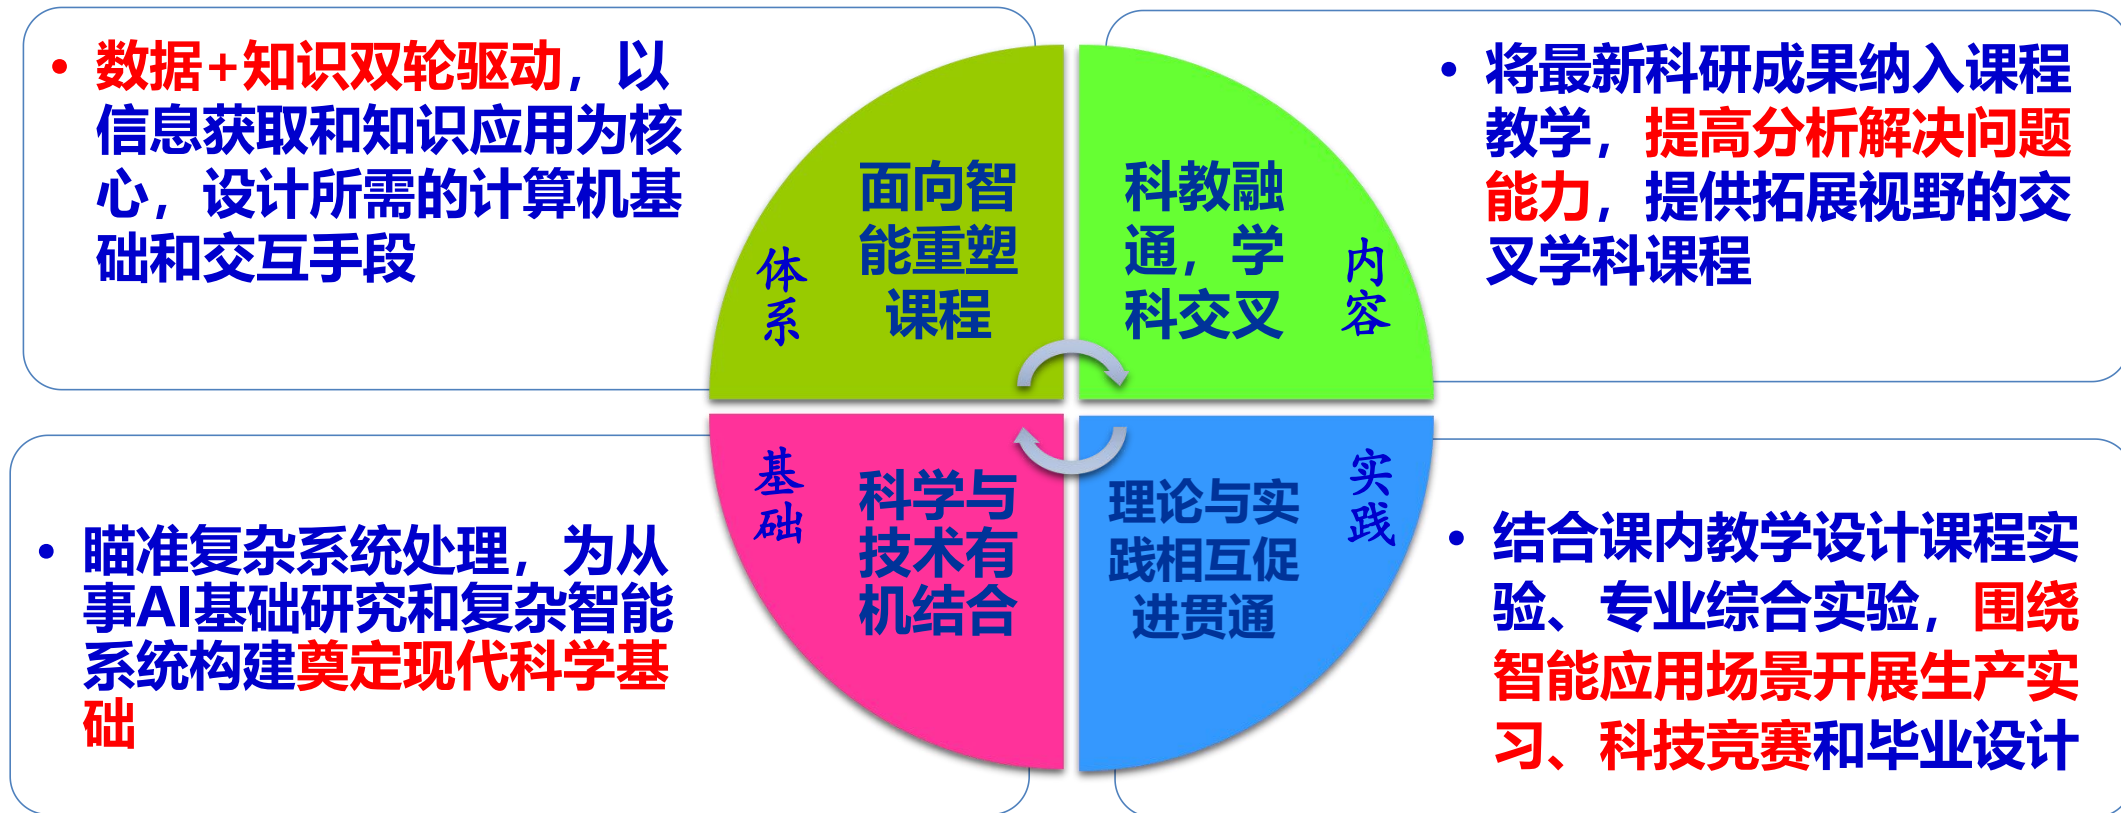 • 数据+知识双轮驱动，以
信息获取和知识应用为核
心，设计所需的计算机基
础和交互手段
面向智
能重塑
课程
体
系
科教融
通，学
科交叉
内
容
• 将最新科研成果纳入课程
教学，提高分析解决问题
能力，提供拓展视野的交
叉学科课程
• 瞄准复杂系统处理，为从
事AI基础研究和复杂智能
系统构建奠定现代科学基
础
基
础
科学与
技术有
机结合
理论与实
践相互促
进贯通
实
践
• 结合课内教学设计课程实
验、专业综合实验，围绕
智能应用场景开展生产实
习、科技竞赛和毕业设计